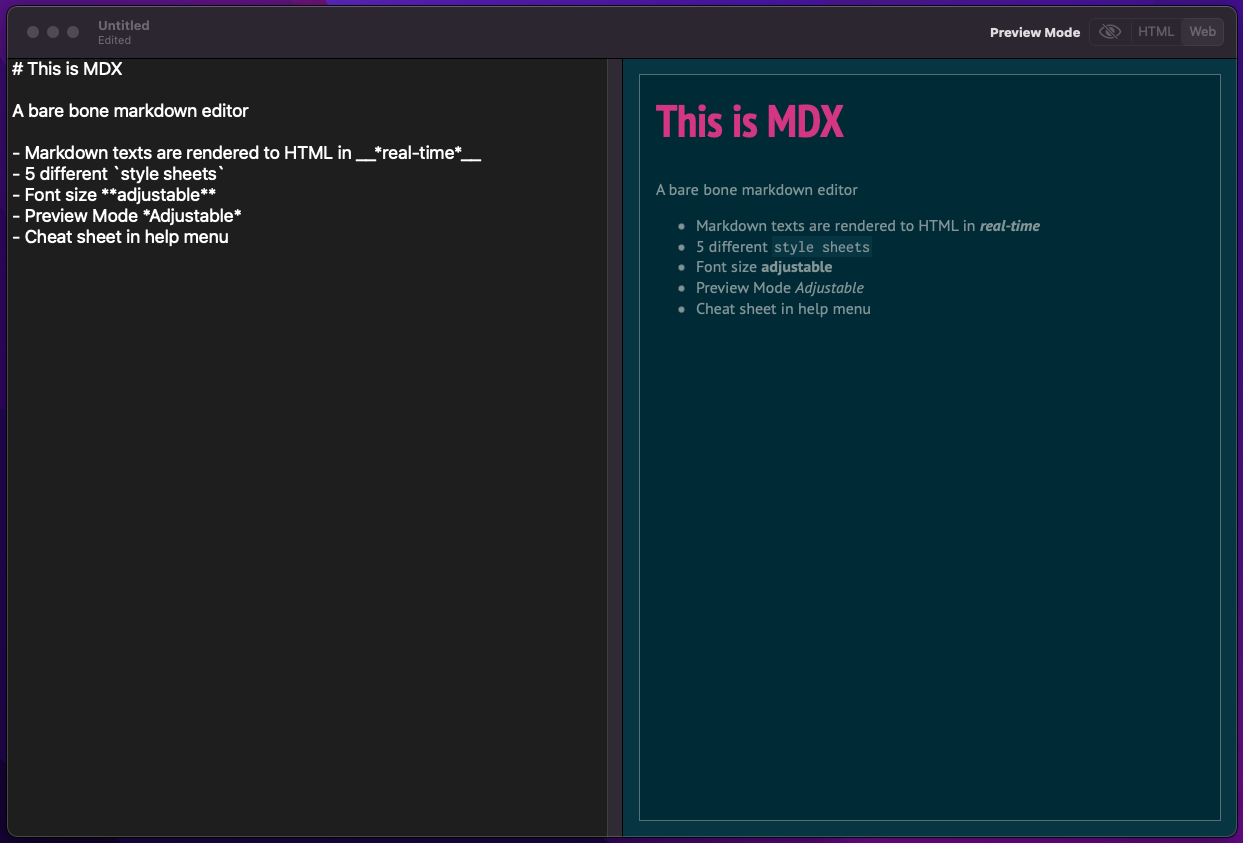 Untitled
Edited
Preview Mode
HTML
Web
# This is MDX
A bare bone markdown editor
- Markdown texts are rendered to HTML in __*real-time*__
- 5 different `style sheets`
- Font size **adjustable**
- Preview Mode *Adjustable*
- Cheat sheet in help menu
This is MDX
A bare bone markdown editor
• Markdown texts are rendered to HTML in real-time
• 5 different style sheets
• Font size adjustable
• Preview Mode Adjustable
• Cheat sheet in help menu